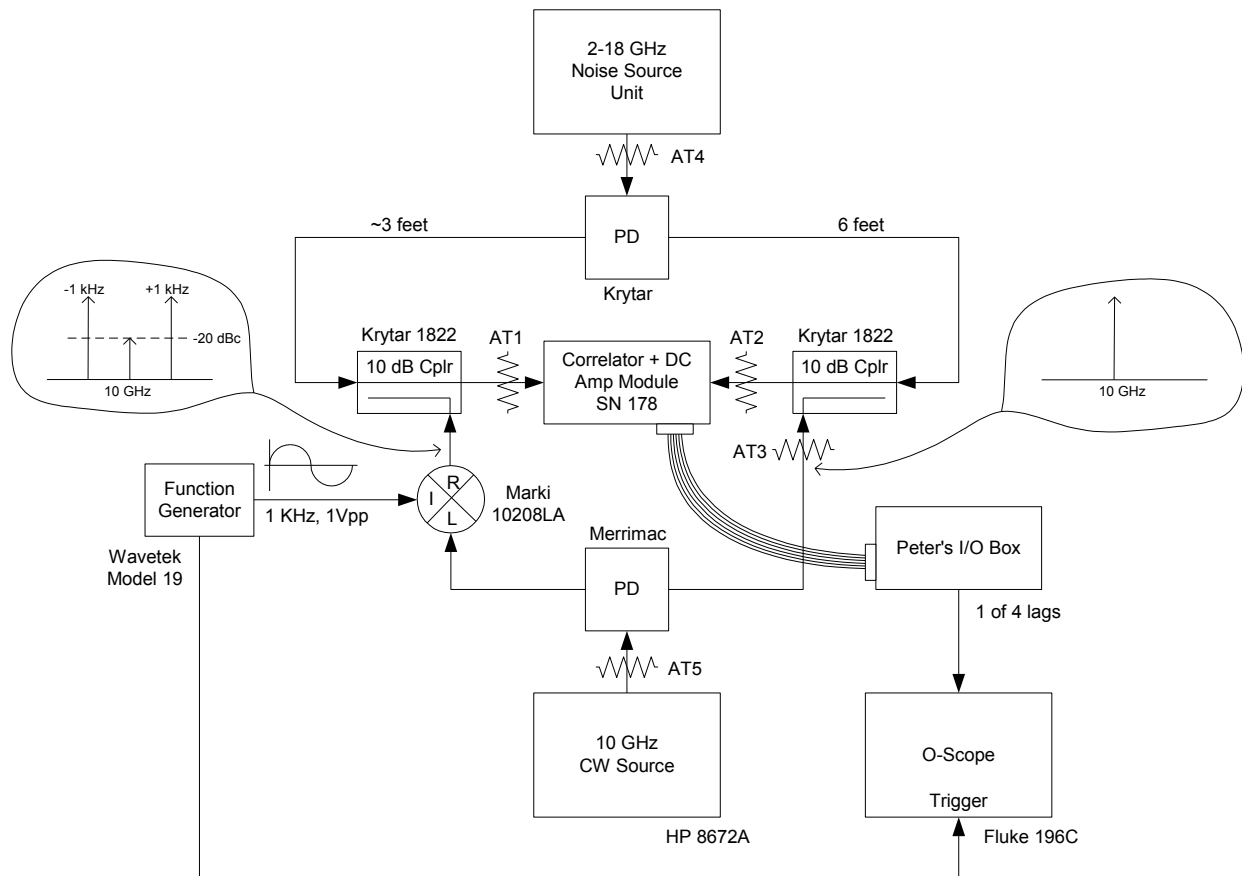 2-18 GHz
Noise Source
Unit
AT4
~3 feet
PD
6 feet
Krytar
-1 kHz
+1 kHz
-20 dBc
10 GHz
Krytar 1822
10 dB Cplr
AT1
Correlator + DC
Amp Module
SN 178
AT2
Krytar 1822
10 dB Cplr
10 GHz
AT3
Function
Generator
1 KHz, 1Vpp
Wavetek
Model 19
R
I
L
Marki
10208LA
Merrimac
PD
Peter's I/O Box
1 of 4 lags
AT5
10 GHz
CW Source
HP 8672A
O-Scope
Trigger
Fluke 196C